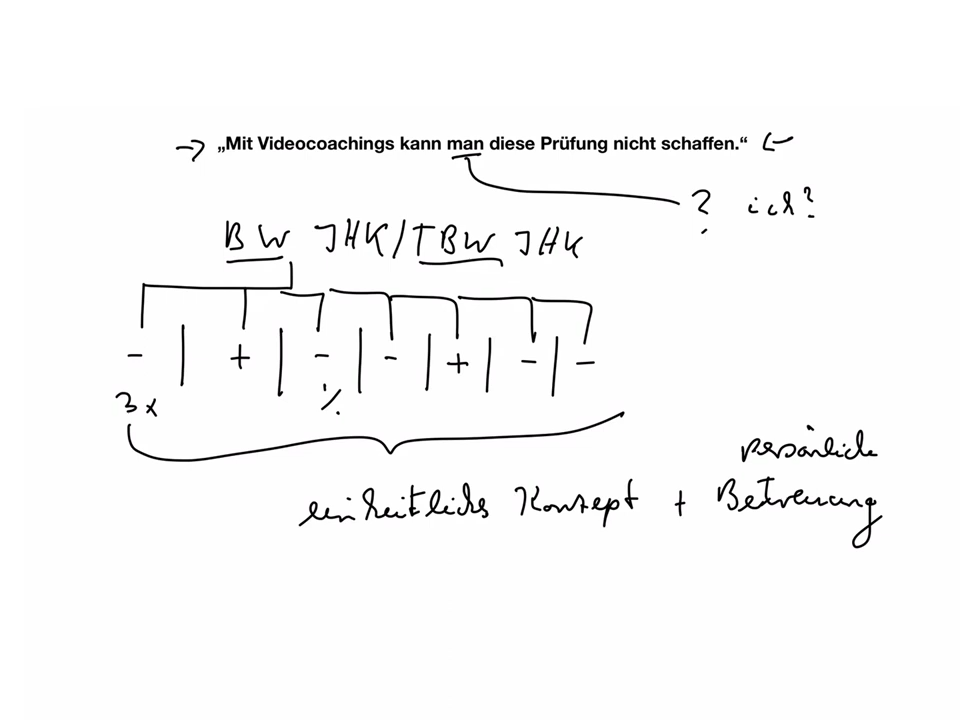 → „Mit Videocoachings kann man diese Prüfung nicht schaffen.“ ←
? ich?
BW IHK/TBW IHK
- | + | - | - | + | - | -
3x %
persönliche
einheitliches Konzept + Betreuung